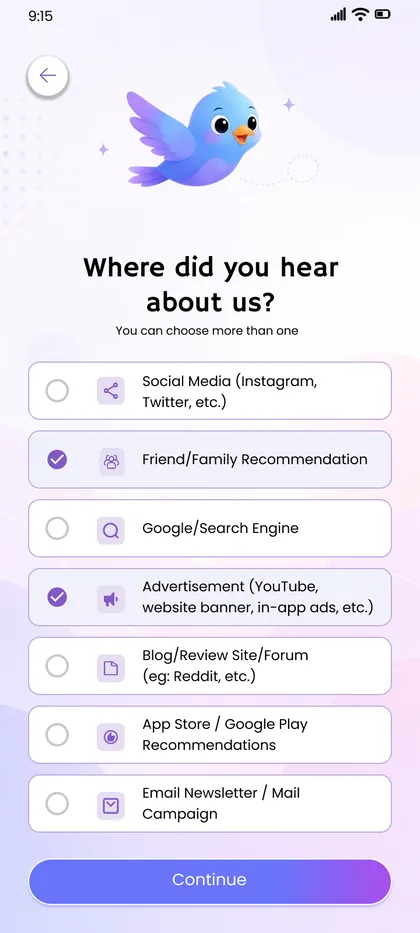 9:15
Where did you hear
about us?
You can choose more than one
Social Media (Instagram,
Twitter, etc.)
Friend/Family Recommendation
Google/Search Engine
Advertisement (YouTube,
website banner, in-app ads, etc.)
Blog/Review Site/Forum
(eg: Reddit, etc.)
App Store / Google Play
Recommendations
Email Newsletter / Mail
Campaign
Continue